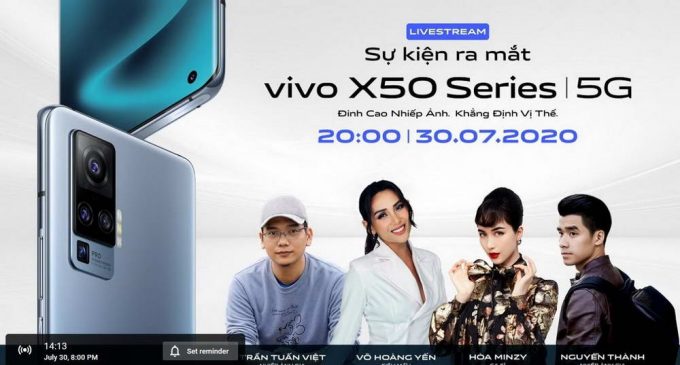 LIVESTREAM
Sự kiện ra mắt
vivo X50 Series | 5G
Đỉnh Cao Nhiếp Ảnh. Khẳng Định Vị Thế.
20:00 | 30.07.2020
PRO
14:13
July 30, 8:00 PM
Set reminder
TRẦN TUẤN VIỆT
VÕ HOÀNG YẾN
HÒA MINZY
NGUYỄN THÀNH